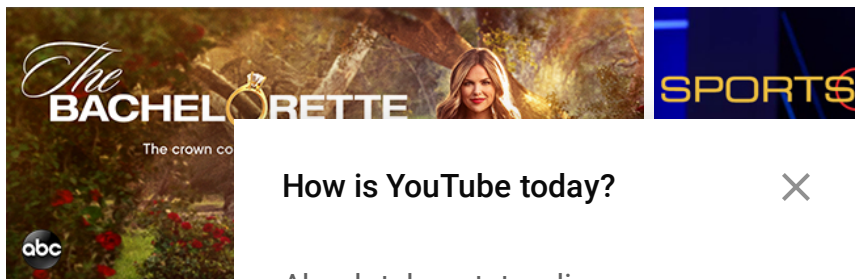 The
BACHELORETTE
The crown co
abc
SPORTS
How is YouTube today?